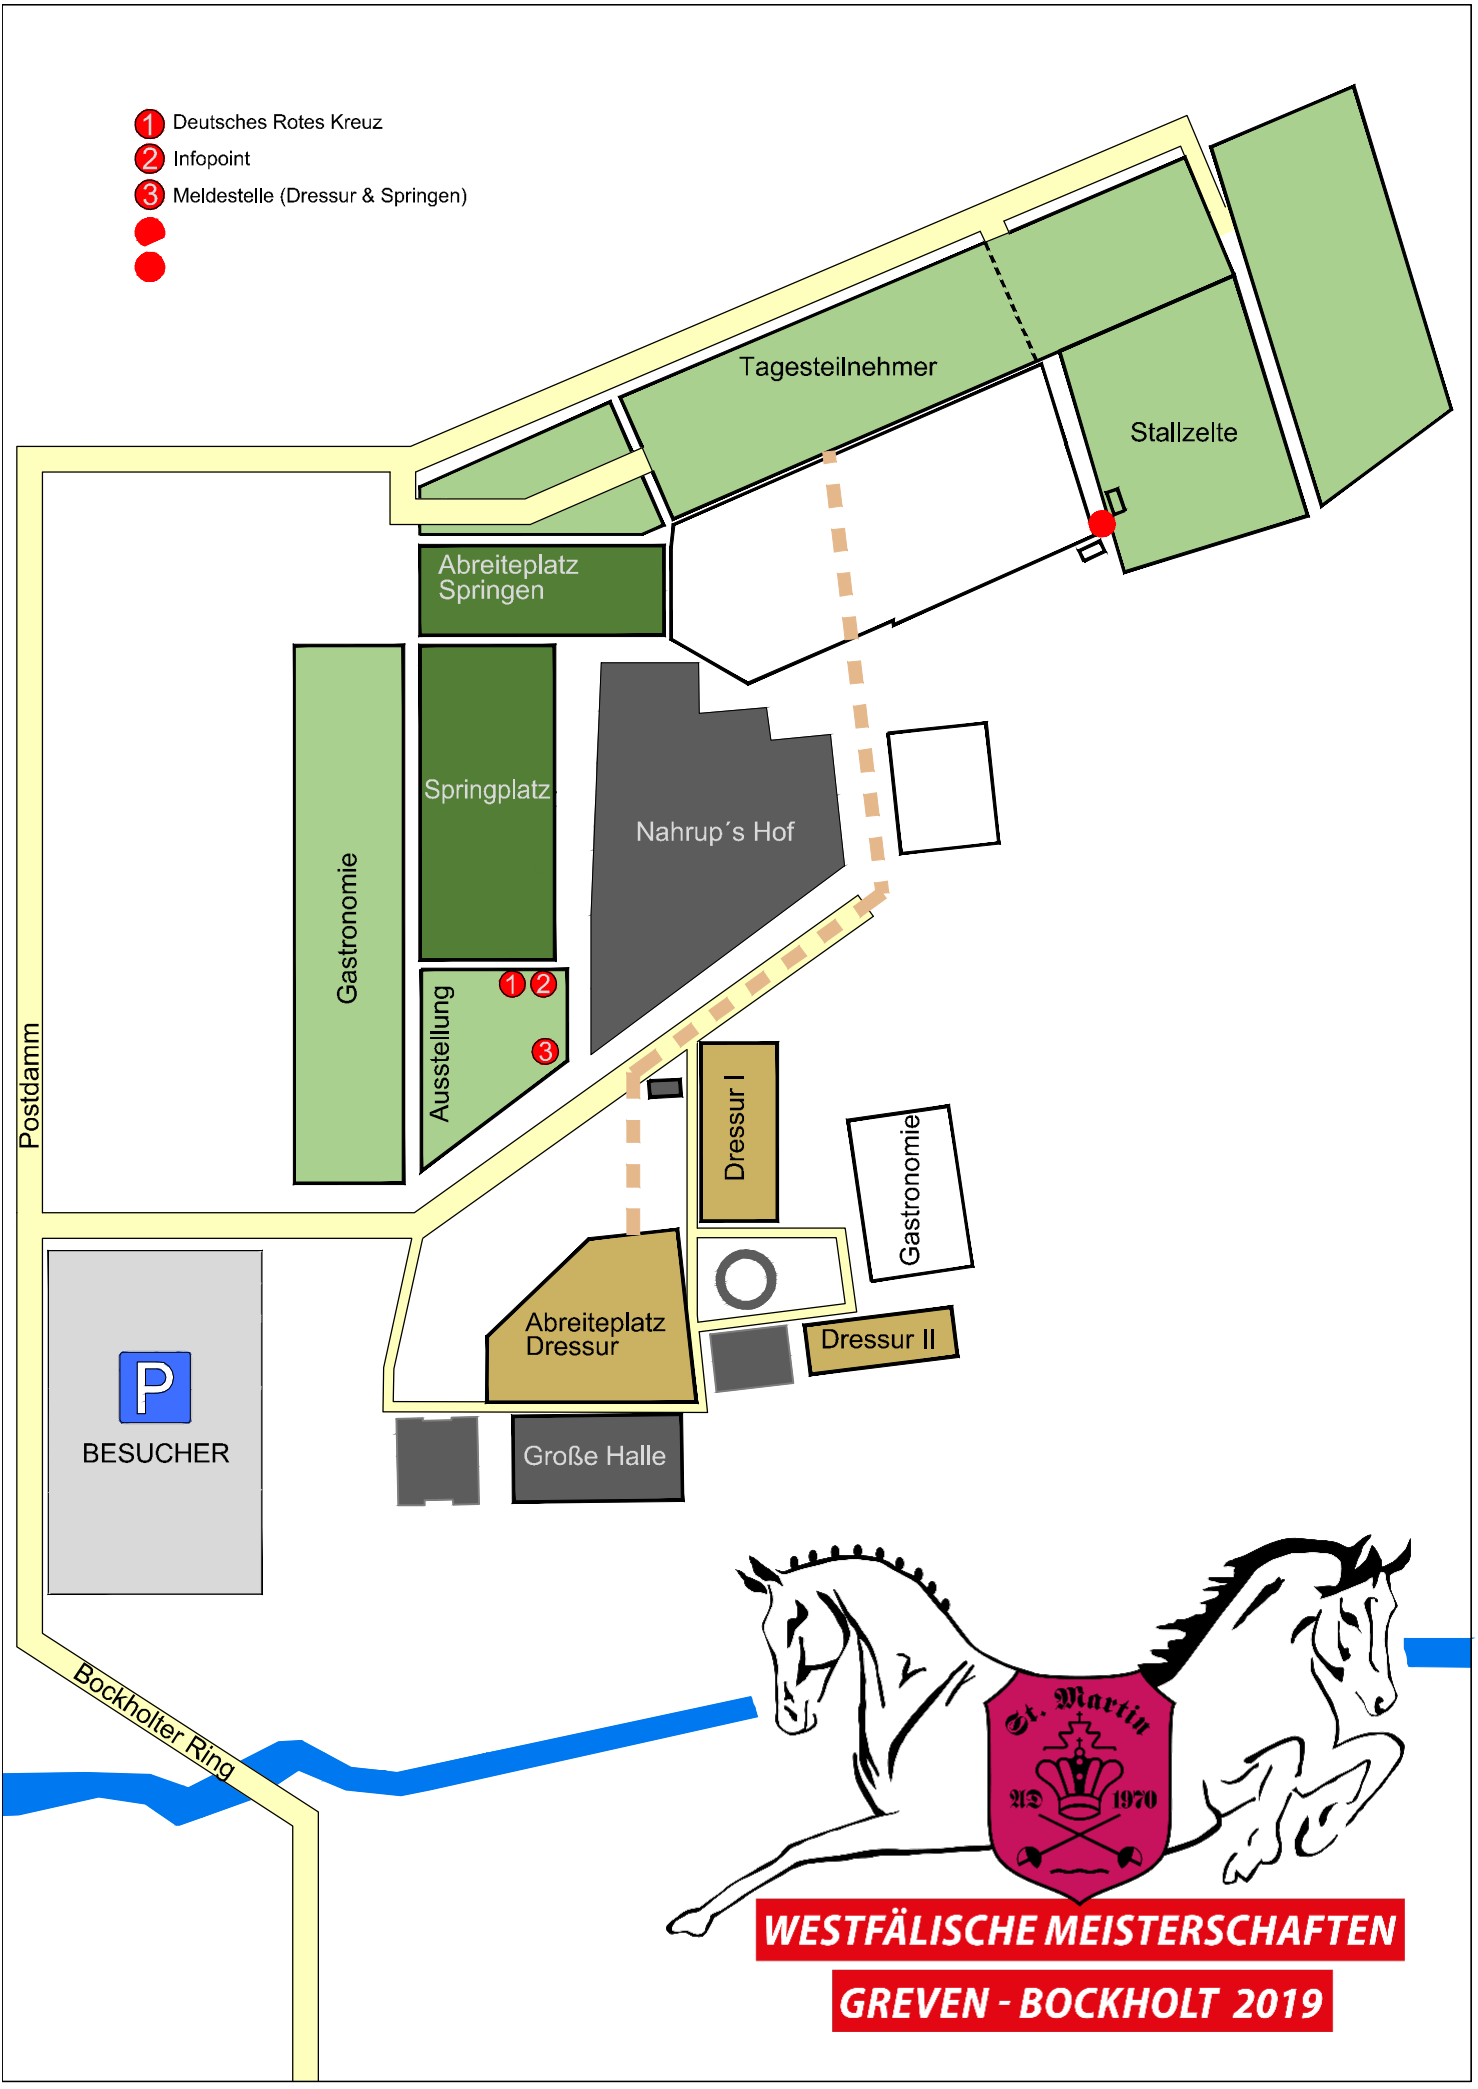 1 Deutsches Rotes Kreuz
2 Infopoint
3 Meldestelle (Dressur & Springen)
Tagesteilnehmer
Stallzelte
Abreiteplatz
Springen
Springplatz
Nahrup´s Hof
Gastronomie
1 2
3
Ausstellung
Postdamm
Dressur I
Gastronomie
Abreiteplatz
Dressur
Dressur II
P
BESUCHER
Große Halle
Bockholter Ring
St. Martin
AD 1970
WESTFÄLISCHE MEISTERSCHAFTEN
GREVEN - BOCKHOLT 2019